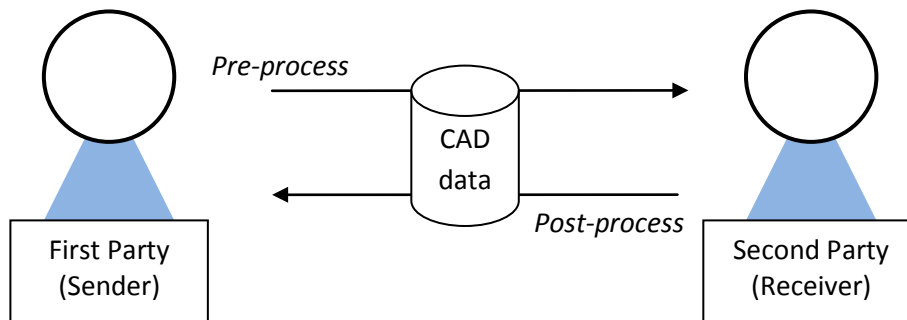 Pre-process
CAD
data
Post-process
First Party
(Sender)
Second Party
(Receiver)